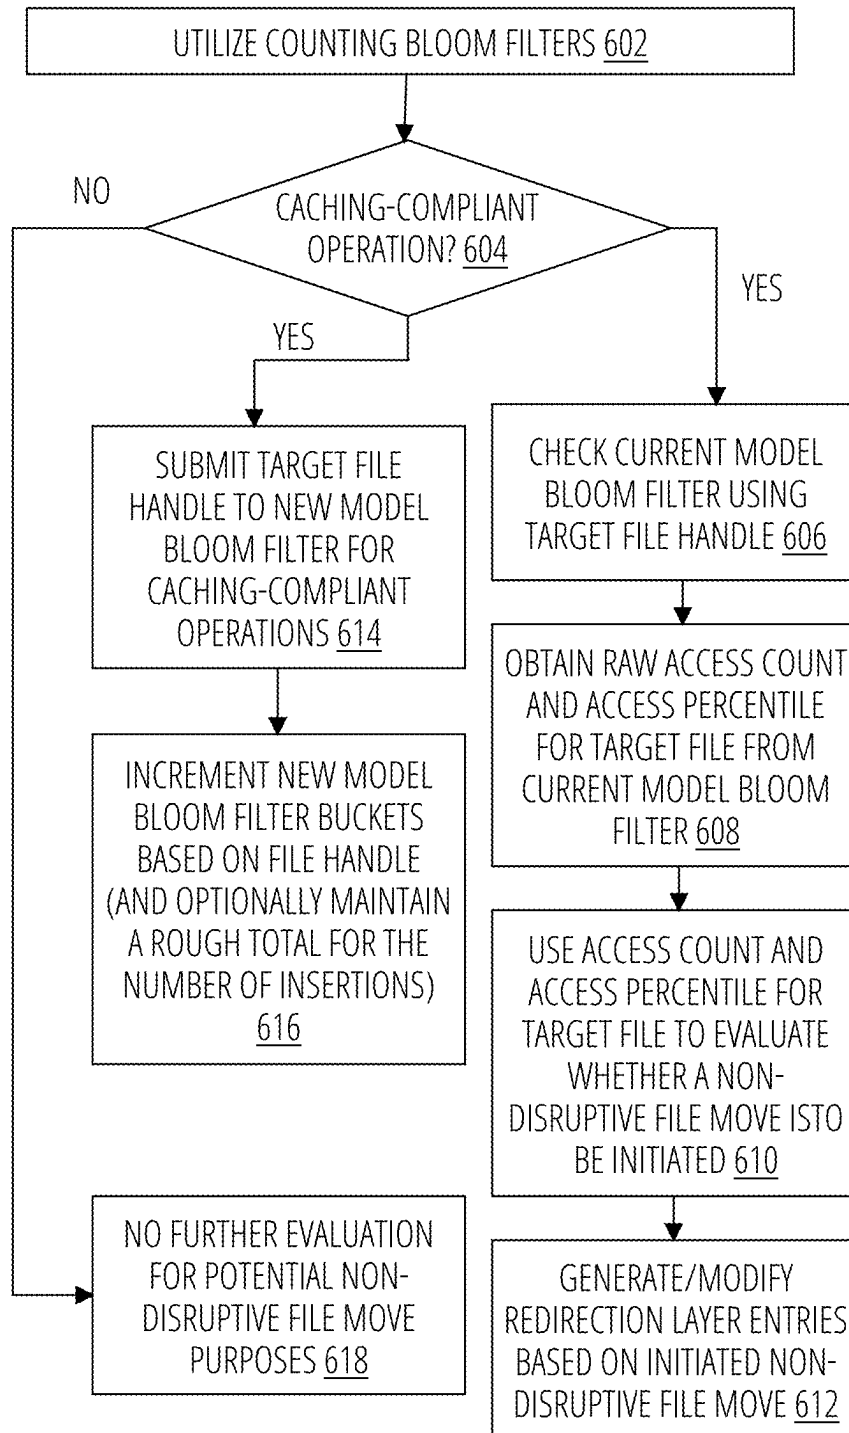 UTILIZE COUNTING BLOOM FILTERS 602
CACHING-COMPLIANT
OPERATION? 604
NO
YES
YES
SUBMIT TARGET FILE
HANDLE TO NEW MODEL
BLOOM FILTER FOR
CACHING-COMPLIANT
OPERATIONS 614
INCREMENT NEW MODEL
BLOOM FILTER BUCKETS
BASED ON FILE HANDLE
(AND OPTIONALLY MAINTAIN
A ROUGH TOTAL FOR THE
NUMBER OF INSERTIONS)
616
NO FURTHER EVALUATION
FOR POTENTIAL NON-
DISRUPTIVE FILE MOVE
PURPOSES 618
CHECK CURRENT MODEL
BLOOM FILTER USING
TARGET FILE HANDLE 606
OBTAIN RAW ACCESS COUNT
AND ACCESS PERCENTILE
FOR TARGET FILE FROM
CURRENT MODEL BLOOM
FILTER 608
USE ACCESS COUNT AND
ACCESS PERCENTILE FOR
TARGET FILE TO EVALUATE
WHETHER A NON-
DISRUPTIVE FILE MOVE ISTO
BE INITIATED 610
GENERATE/MODIFY
REDIRECTION LAYER ENTRIES
BASED ON INITIATED NON-
DISRUPTIVE FILE MOVE 612